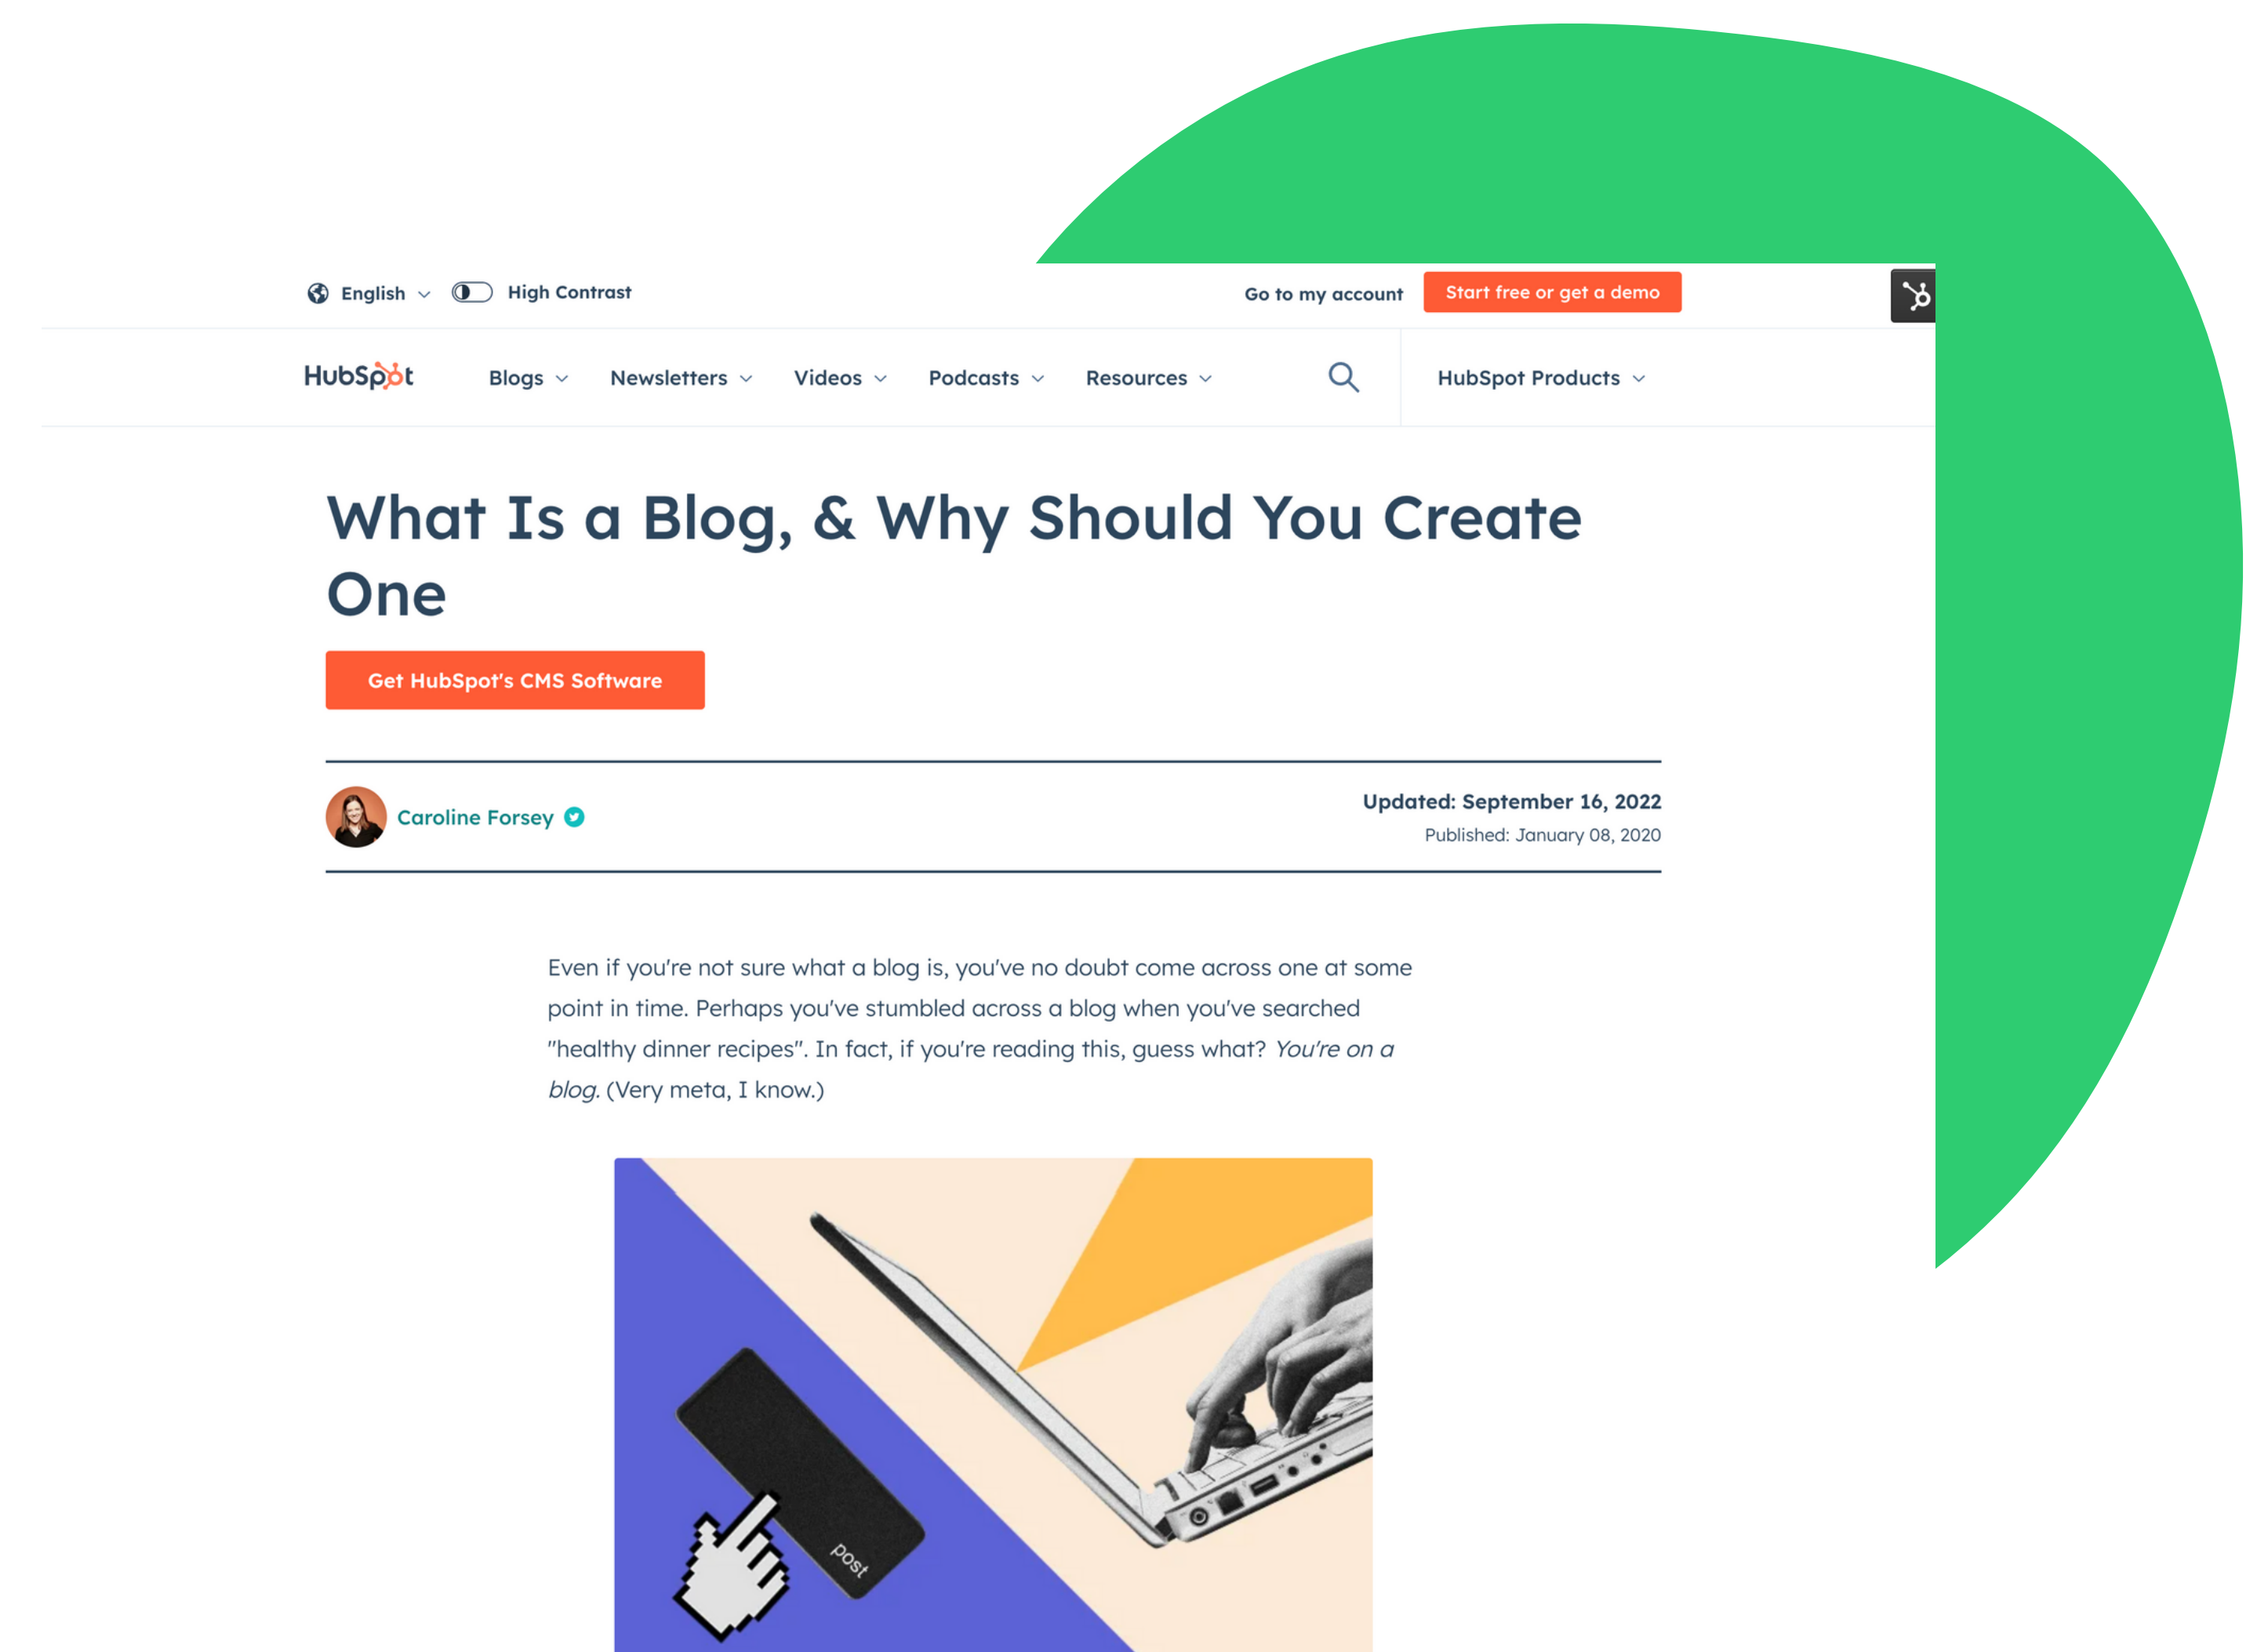 English High Contrast Go to my account Start free or get a demo
HubSpot Blogs Newsletters Videos Podcasts Resources HubSpot Products
What Is a Blog, & Why Should You Create
One
Get HubSpot's CMS Software
Caroline Forsey
Updated: September 16, 2022
Published: January 08, 2020
Even if you're not sure what a blog is, you've no doubt come across one at some
point in time. Perhaps you've stumbled across a blog when you've searched
"healthy dinner recipes". In fact, if you're reading this, guess what? You're on a
blog. (Very meta, I know.)
post